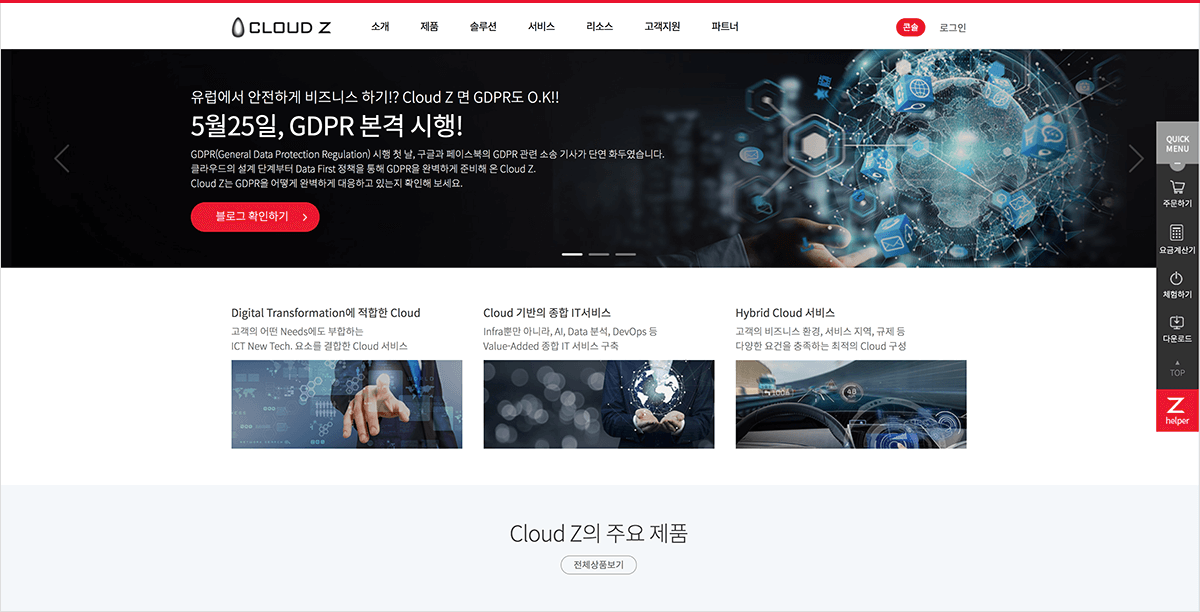 CLOUD Z
소개
제품
솔루션
서비스
리소스
고객지원
파트너
콘솔
로그인
유럽에서 안전하게 비즈니스 하기!? Cloud Z 면 GDPR도 O.K!!
5월25일, GDPR 본격 시행!
GDPR(General Data Protection Regulation) 시행 첫 날, 구글과 페이스북의 GDPR 관련 소송 기사가 단연 화두였습니다.
클라우드의 설계 단계부터 Data First 정책을 통해 GDPR을 완벽하게 준비해 온 Cloud Z.
Cloud Z는 GDPR을 어떻게 완벽하게 대응하고 있는지 확인해 보세요.
블로그 확인하기
QUICK
MENU
주문하기
요금계산기
체험하기
다운로드
TOP
Z
helper
Digital Transformation에 적합한 Cloud
고객의 어떤 Needs에도 부합하는
ICT New Tech. 요소를 결합한 Cloud 서비스
Cloud 기반의 종합 IT서비스
Infra뿐만 아니라, AI, Data 분석, DevOps 등
Value-Added 종합 IT 서비스 구축
Hybrid Cloud 서비스
고객의 비즈니스 환경, 서비스 지역, 규제 등
다양한 요건을 충족하는 최적의 Cloud 구성
48
Cloud Z의 주요 제품
전체상품보기